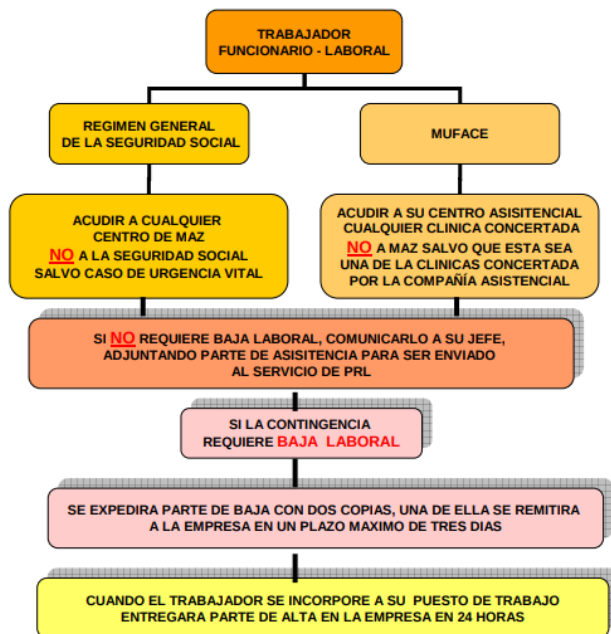 TRABAJADOR
FUNCIONARIO - LABORAL
REGIMEN GENERAL
DE LA SEGURIDAD SOCIAL
MUFACE
ACUDIR A CUALQUIER
CENTRO DE MAZ
NO A LA SEGURIDAD SOCIAL
SALVO CASO DE URGENCIA VITAL
ACUDIR A SU CENTRO ASISITENCIAL
CUALQUIER CLINICA CONCERTADA
NO A MAZ SALVO QUE ESTA SEA
UNA DE LA CLINICAS CONCERTADA
POR LA COMPAÑÍA ASISTENCIAL
SI NO REQUIERE BAJA LABORAL, COMUNICARLO A SU JEFE,
ADJUNTANDO PARTE DE ASISITENCIA PARA SER ENVIADO
AL SERVICIO DE PRL
SI LA CONTINGENCIA
REQUIERE BAJA LABORAL
SE EXPEDIRA PARTE DE BAJA CON DOS COPIAS, UNA DE ELLA SE REMITIRA
A LA EMPRESA EN UN PLAZO MAXIMO DE TRES DIAS
CUANDO EL TRABAJADOR SE INCORPORE A SU PUESTO DE TRABAJO
ENTREGARA PARTE DE ALTA EN LA EMPRESA EN 24 HORAS